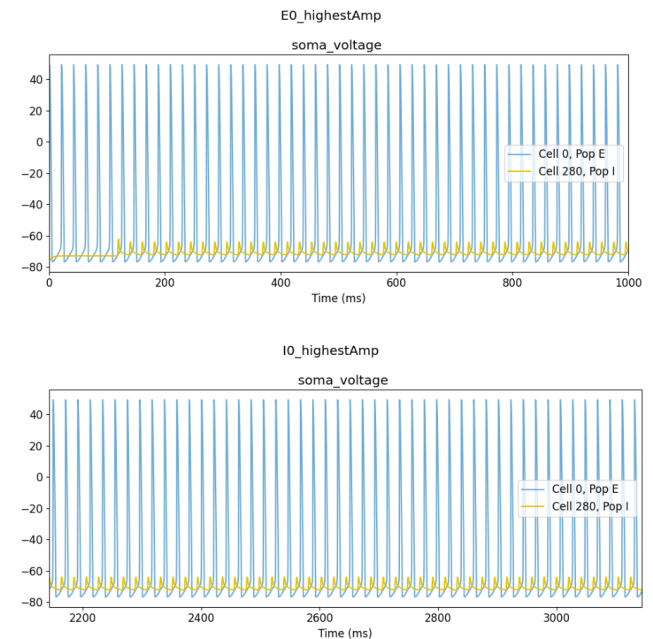 E0_highestAmp
soma_voltage
40
20
0
−20
−40
−60
−80
Cell 0, Pop E
Cell 280, Pop I
0 200 400 600 800 1000
Time (ms)
I0_highestAmp
soma_voltage
40
20
0
−20
−40
−60
−80
Cell 0, Pop E
Cell 280, Pop I
2200 2400 2600 2800 3000
Time (ms)